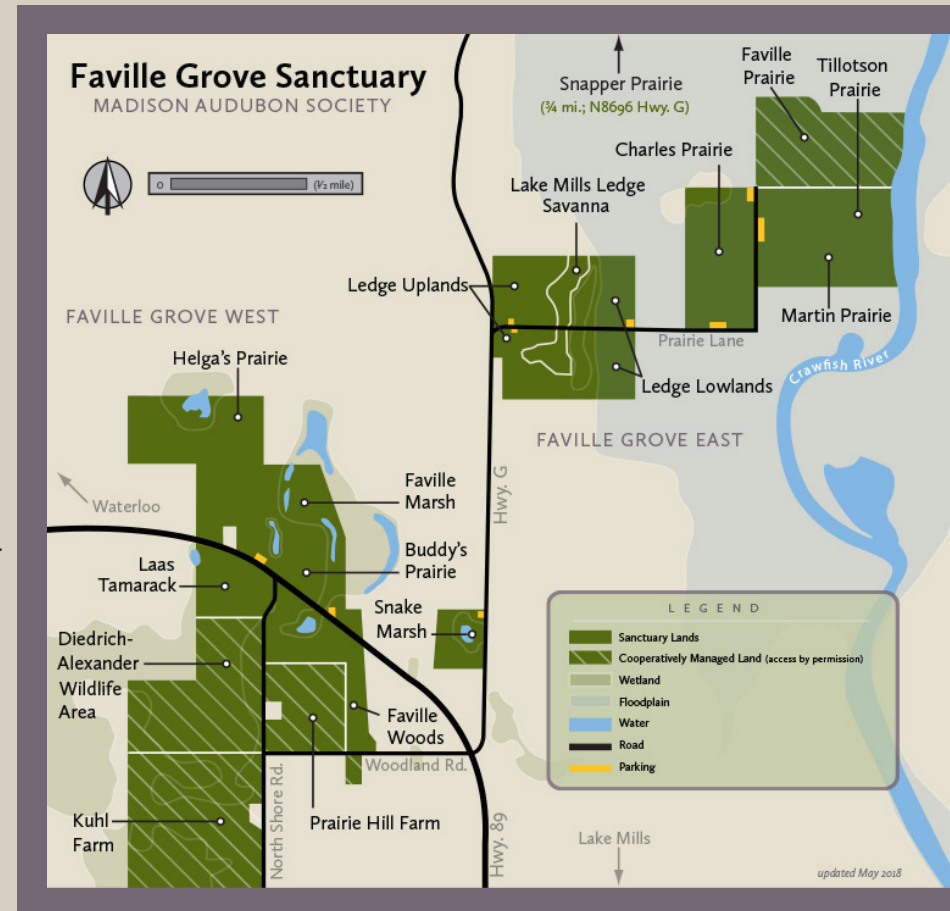 Faville Grove Sanctuary
MADISON AUDUBON SOCIETY
0
(½ mile)
Snapper Prairie
(¾ mi.; N8696 Hwy. G)
Faville
Prairie
Tillotson
Prairie
Charles Prairie
Lake Mills Ledge
Savanna
Ledge Uplands
Martin Prairie
Prairie Lane
Ledge Lowlands
Crawfish River
FAVILLE GROVE WEST
FAVILLE GROVE EAST
Helga's Prairie
Waterloo
Faville
Marsh
Hwy. G
Buddy's
Prairie
Laas
Tamarack
Snake
Marsh
Diedrich-
Alexander
Wildlife
Area
Faville
Woods
Woodland Rd.
Kuhl
Farm
North Shore Rd.
Prairie Hill Farm
Hwy. 89
LEGEND
Sanctuary Lands
Cooperatively Managed Land (access by permission)
Wetland
Floodplain
Water
Road
Parking
Lake Mills
updated May 2018